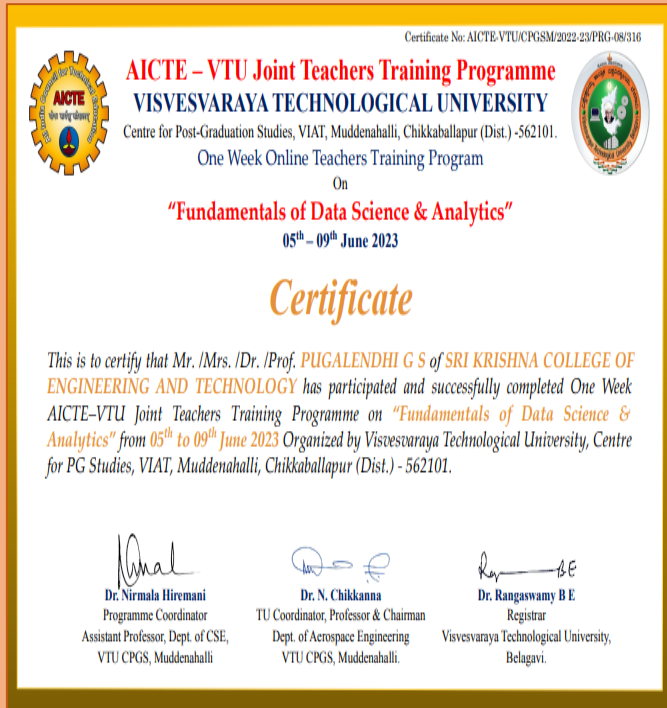 Certificate No: AICTE-VTU/CPGSM/2022-23/PRG-08/316
AICTE
AICTE – VTU Joint Teachers Training Programme
VISVESVARAYA TECHNOLOGICAL UNIVERSITY
Centre for Post-Graduation Studies, VIAT, Muddenahalli, Chikkaballapur (Dist.) -562101.
One Week Online Teachers Training Program
On
“Fundamentals of Data Science & Analytics”
05th – 09th June 2023
Certificate
This is to certify that Mr. /Mrs. /Dr. /Prof. PUGALENDHI G S of SRI KRISHNA COLLEGE OF
ENGINEERING AND TECHNOLOGY has participated and successfully completed One Week
AICTE–VTU Joint Teachers Training Programme on “Fundamentals of Data Science &
Analytics” from 05th to 09th June 2023 Organized by Visvesvaraya Technological University, Centre
for PG Studies, VIAT, Muddenahalli, Chikkaballapur (Dist.) - 562101.
Dr. Nirmala Hiremani
Programme Coordinator
Assistant Professor, Dept. of CSE,
VTU CPGS, Muddenahalli
Dr. N. Chikkanna
TU Coordinator, Professor & Chairman
Dept. of Aerospace Engineering
VTU CPGS, Muddenahalli.
Dr. Rangaswamy B E
Registrar
Visvesvaraya Technological University,
Belagavi.